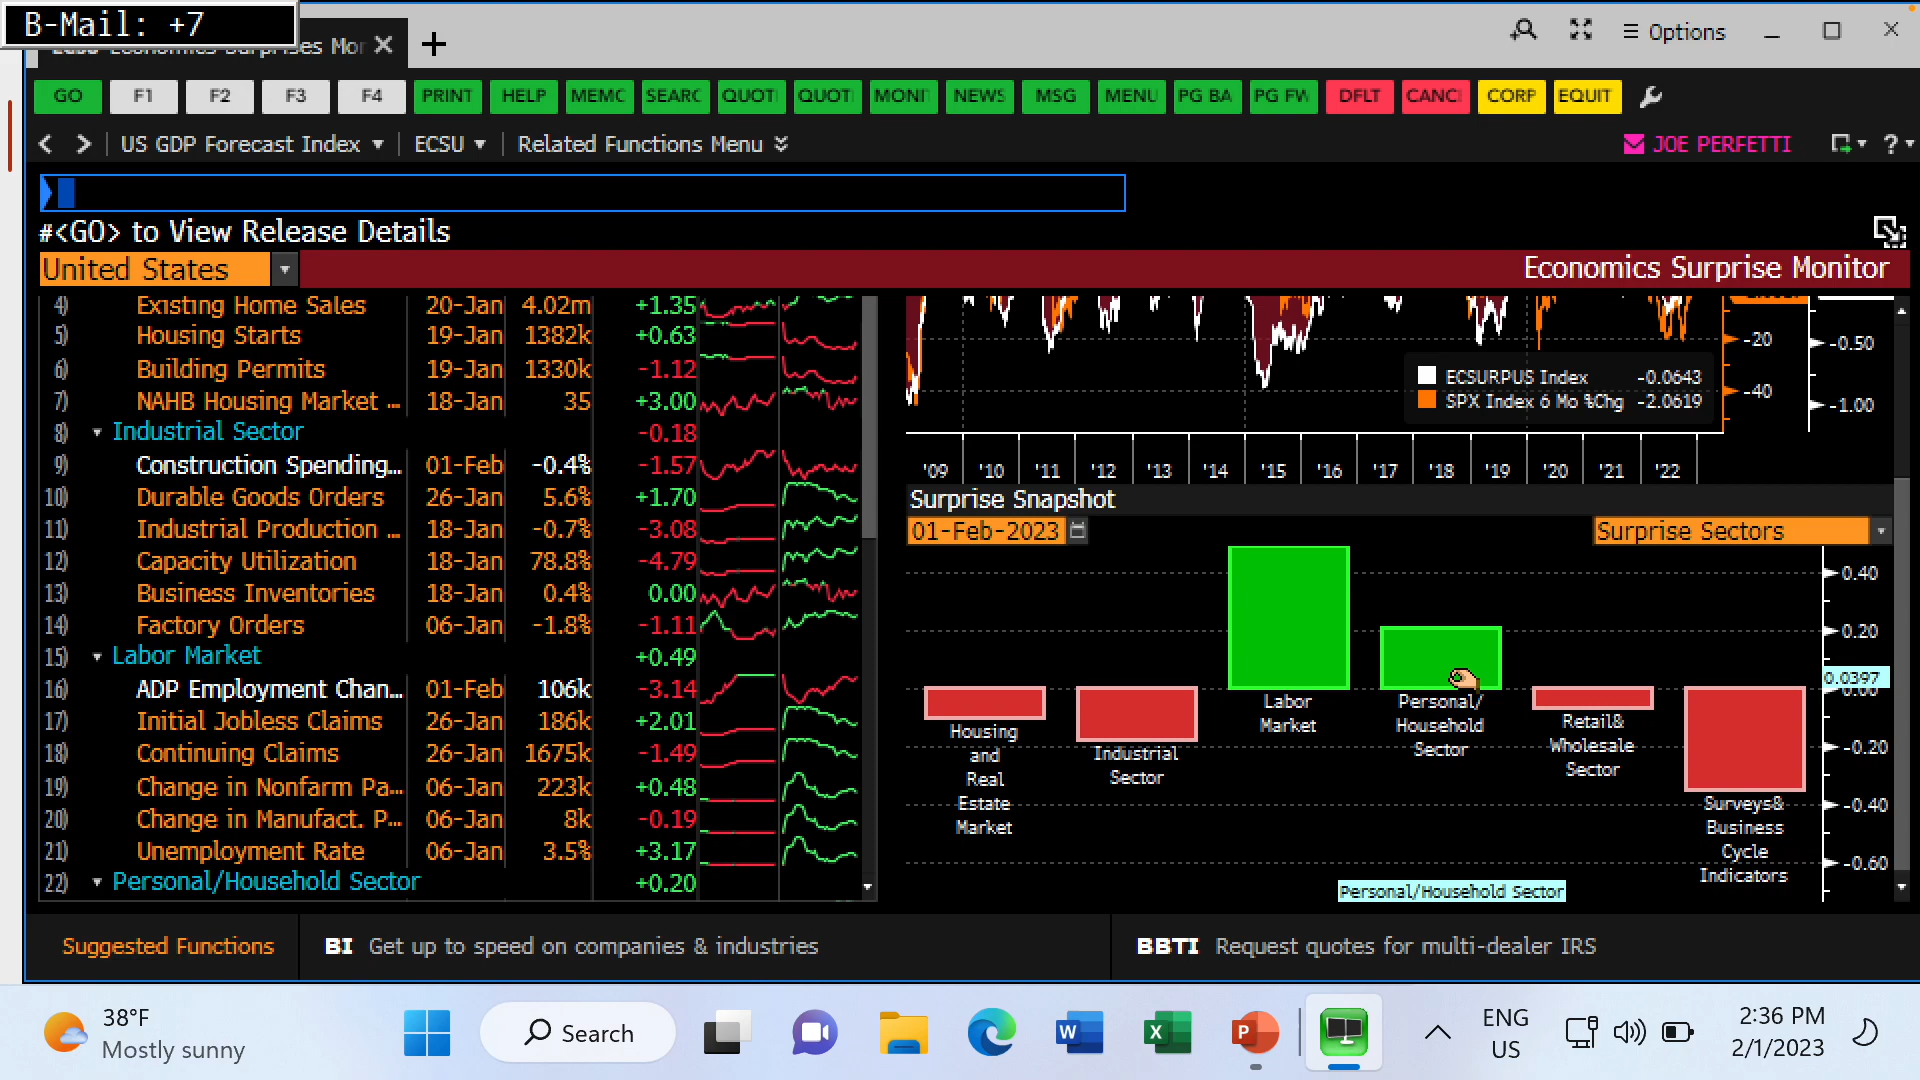 B-Mail: +7
Options
GO F1 F2 F3 F4 PRINT HELP MEMC SEARC QUOT QUOT MONI NEWS MSG MENU PG BA PG FW DFLT CANC CORP EQUIT
US GDP Forecast Index ECSU Related Functions Menu JOE PERFETTI ?
#<GO> to View Release Details
United States Economics Surprise Monitor
4) Existing Home Sales 20-Jan 4.02m +1.35
5) Housing Starts 19-Jan 1382k +0.63
6) Building Permits 19-Jan 1330k -1.12
7) NAHB Housing Market ... 18-Jan 35 +3.00
8) Industrial Sector -0.18
9) Construction Spending... 01-Feb -0.4% -1.57
10) Durable Goods Orders 26-Jan 5.6% +1.70
11) Industrial Production ... 18-Jan -0.7% -3.08
12) Capacity Utilization 18-Jan 78.8% -4.79
13) Business Inventories 18-Jan 0.4% 0.00
14) Factory Orders 06-Jan -1.8% -1.11
15) Labor Market +0.49
16) ADP Employment Chan... 01-Feb 106k -3.14
17) Initial Jobless Claims 26-Jan 186k +2.01
18) Continuing Claims 26-Jan 1675k -1.49
19) Change in Nonfarm Pa... 06-Jan 223k +0.48
20) Change in Manufact. P... 06-Jan 8k -0.19
21) Unemployment Rate 06-Jan 3.5% +3.17
22) Personal/Household Sector +0.20
-20 -0.50
ECSURPUS Index -0.0643
SPX Index 6 Mo %Chg -2.0619
-40 -1.00
'09 '10 '11 '12 '13 '14 '15 '16 '17 '18 '19 '20 '21 '22
Surprise Snapshot
01-Feb-2023 Surprise Sectors
0.40
0.20
0.0397
0.00
-0.20
-0.40
-0.60
Housing
and
Real
Estate
Market
Industrial
Sector
Labor
Market
Personal/
Household
Sector
Retail&
Wholesale
Sector
Surveys&
Business
Cycle
Indicators
Personal/Household Sector
Suggested Functions BI Get up to speed on companies & industries BBTI Request quotes for multi-dealer IRS
38°F
Mostly sunny
Search
W X P
ENG
US
2:36 PM
2/1/2023